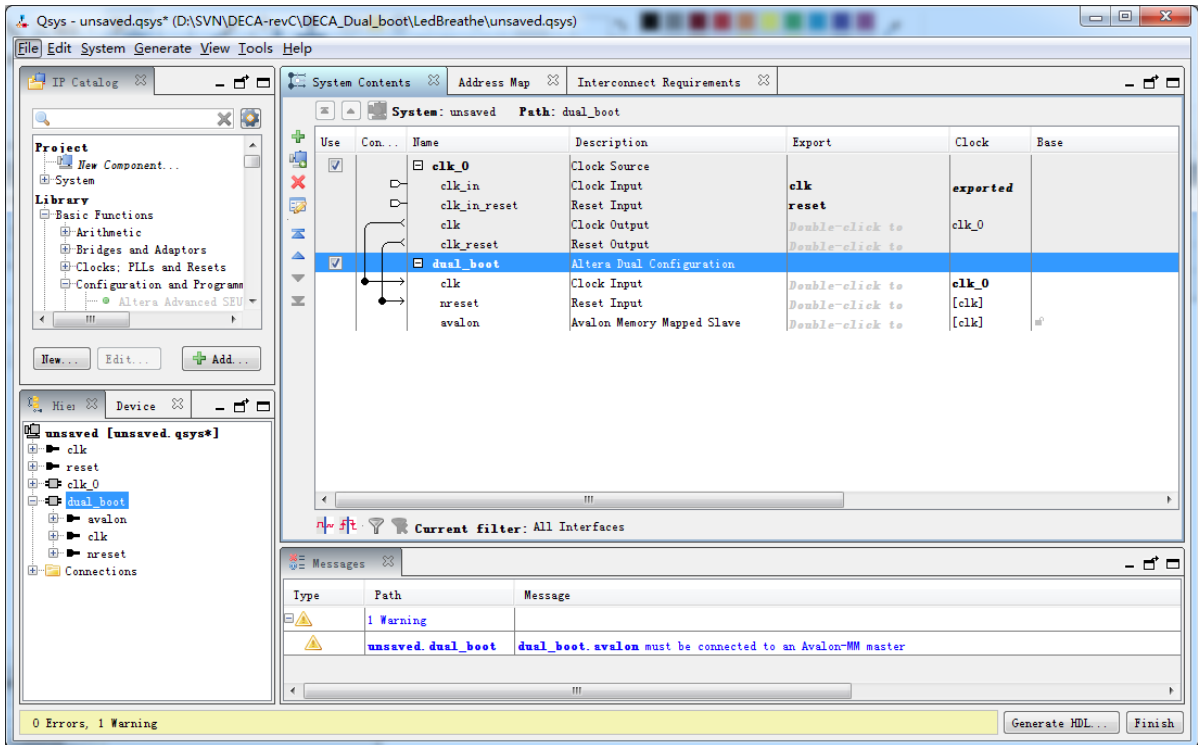 Qsys - unsaved.qsys* (D:\SVN\DECA-revC\DECA_Dual_boot\LedBreathe\unsaved.qsys)
File Edit System Generate View Tools Help
IP Catalog
Project
New Component...
System
Library
Basic Functions
Arithmetic
Bridges and Adaptors
Clocks; PLLs and Resets
Configuration and Programm
Altera Advanced SEU
New... Edit... Add...
Hie: Device
unsaved [unsaved.qsys*]
clk
reset
clk_0
dual_boot
avalon
clk
nreset
Connections
System Contents Address Map Interconnect Requirements
System: unsaved Path: dual_boot
Use Con... Name Description Export Clock Base
clk_0 Clock Source
clk_in Clock Input clk exported
clk_in_reset Reset Input reset
clk Clock Output Double-click to clk_0
clk_reset Reset Output Double-click to
dual_boot Altera Dual Configuration
clk Clock Input Double-click to clk_0
nreset Reset Input Double-click to [clk]
avalon Avalon Memory Mapped Slave Double-click to [clk]
Current filter: All Interfaces
Messages
Type Path Message
1 Warning
unsaved.dual_boot dual_boot.avalon must be connected to an Avalon-MM master
0 Errors, 1 Warning
Generate HDL... Finish